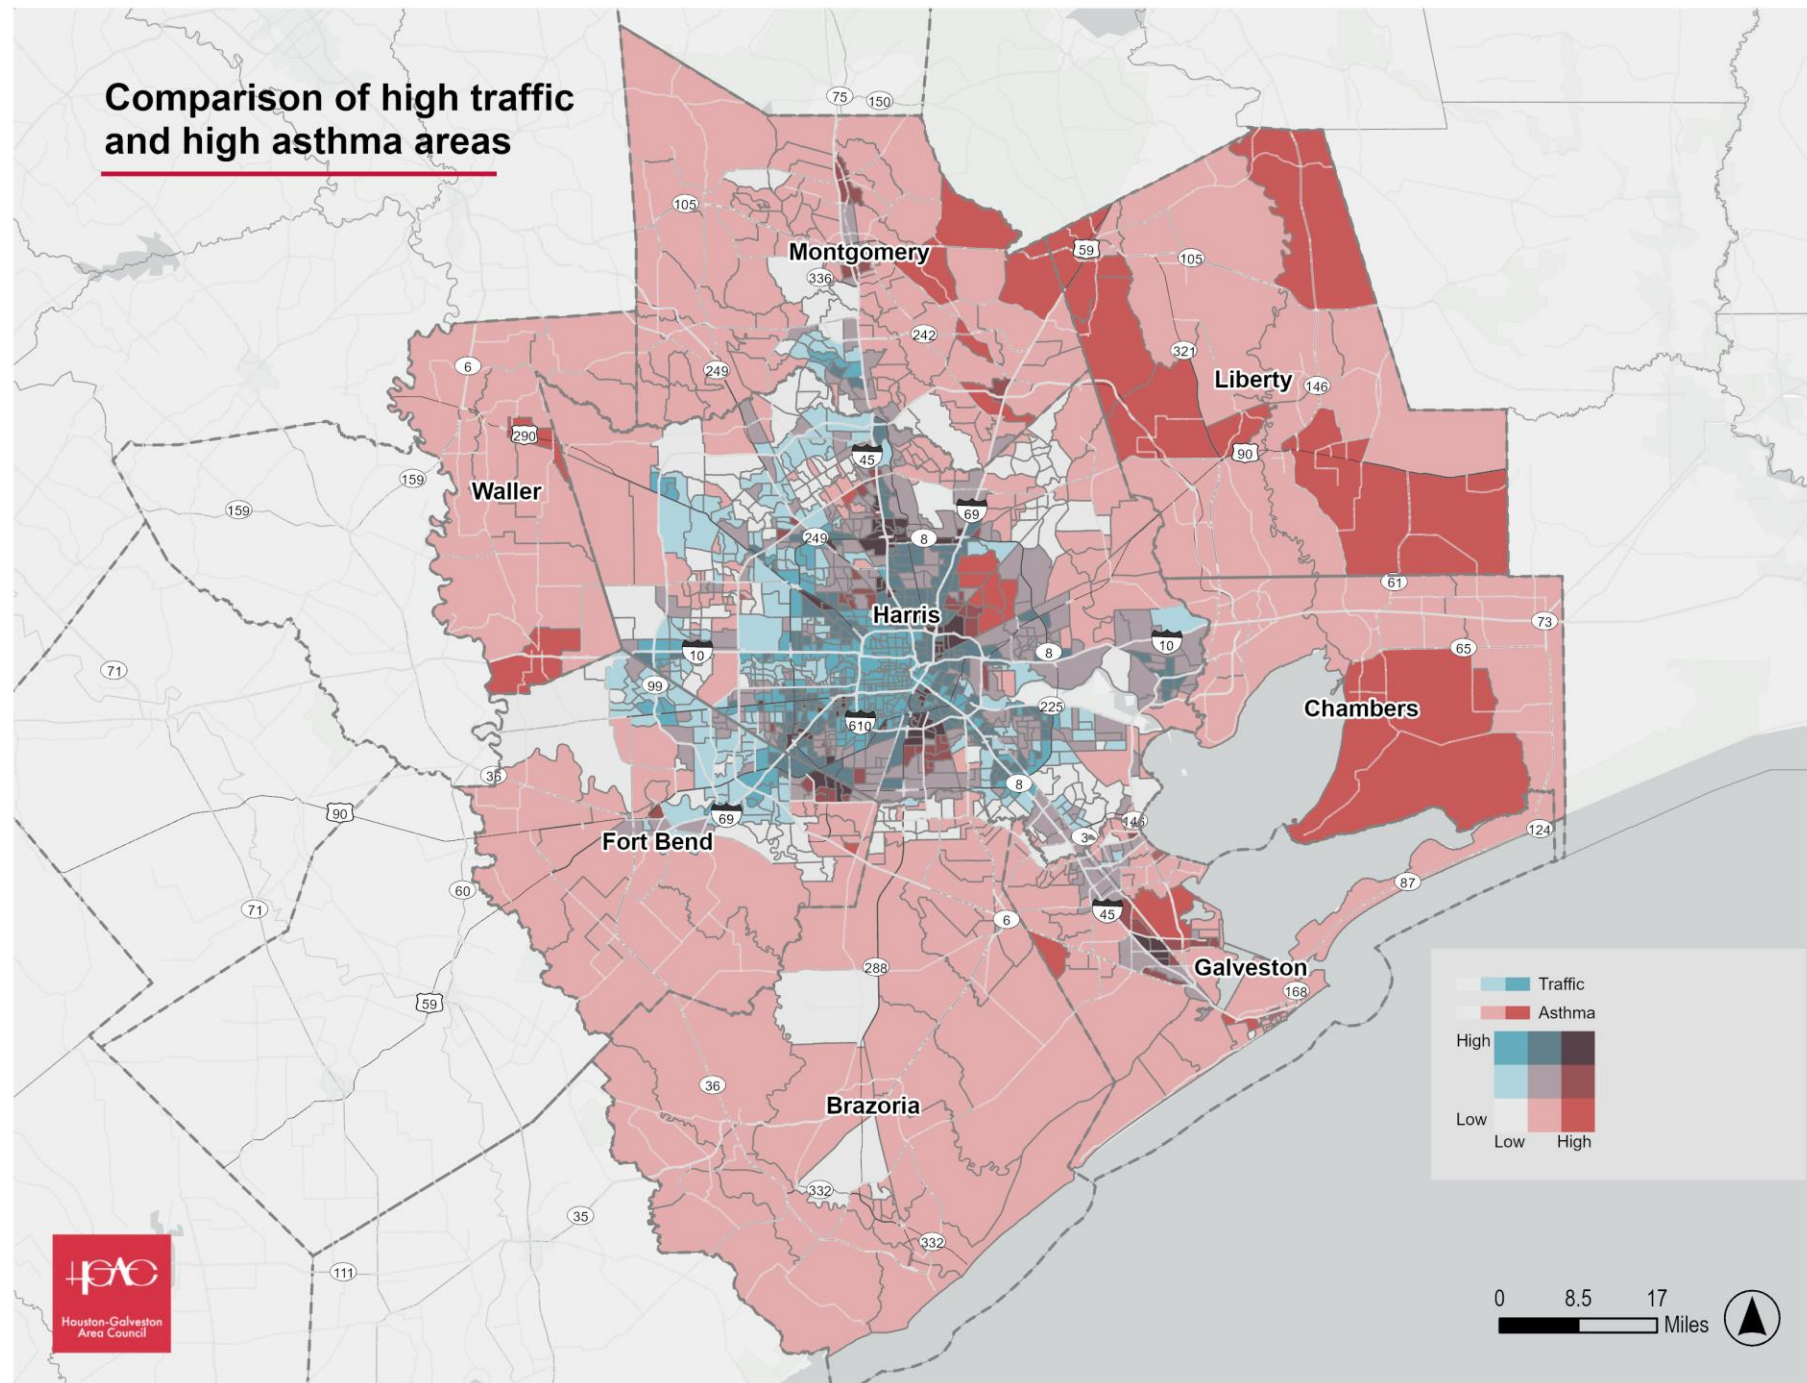 Comparison of high traffic
and high asthma areas
75
150
105
Montgomery
336
59
105
242
321
6
249
Liberty
146
290
45
90
159
Waller
159
69
249
8
61
Harris
73
10
10
8
65
71
99
225
Chambers
610
36
8
90
69
146
3
124
Fort Bend
87
60
71
45
6
Galveston
288
168
59
Traffic
Asthma
High
36
Brazoria
Low
Low
High
332
35
332
111
HGAC
Houston-Galveston
Area Council
0
8.5
17
Miles